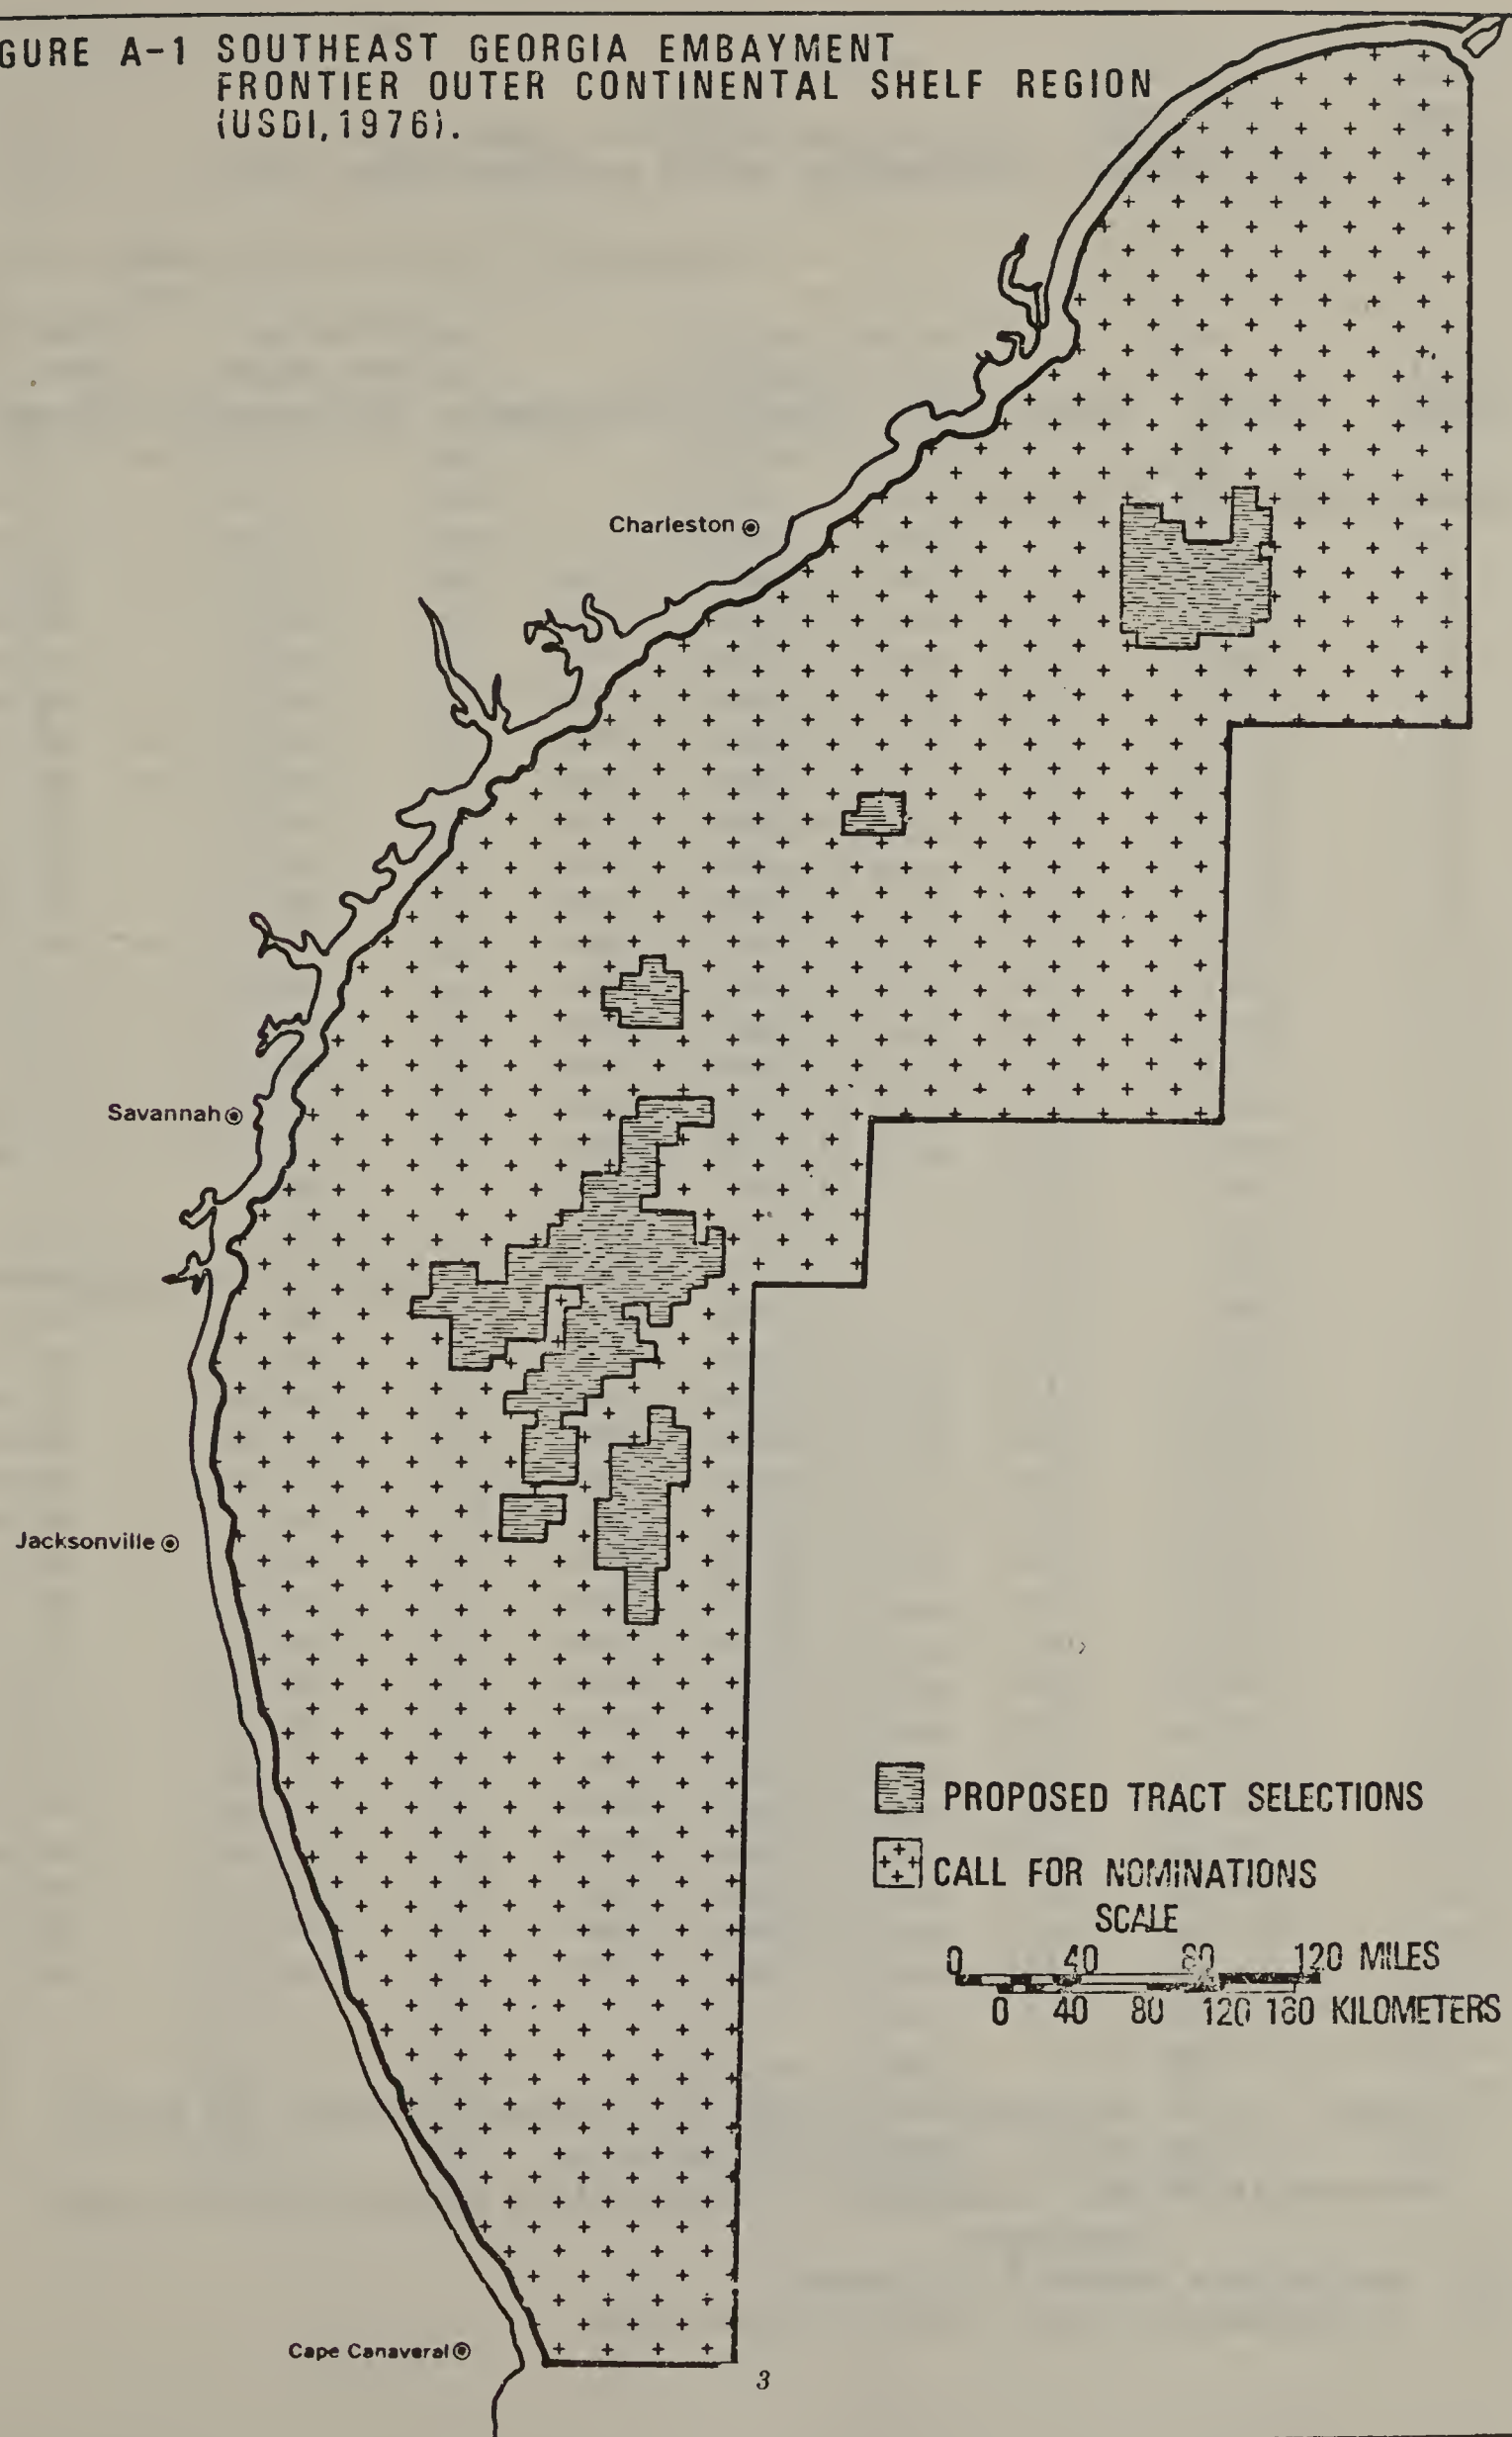 GURE A-1 SOUTHEAST GEORGIA EMBAYMENT
FRONTIER OUTER CONTINENTAL SHELF REGION
(USDI, 1976).
Charleston
Savannah
Jacksonville
PROPOSED TRACT SELECTIONS
CALL FOR NOMINATIONS
SCALE
0 40 80 120 MILES
0 40 80 120 160 KILOMETERS
Cape Canaveral
3